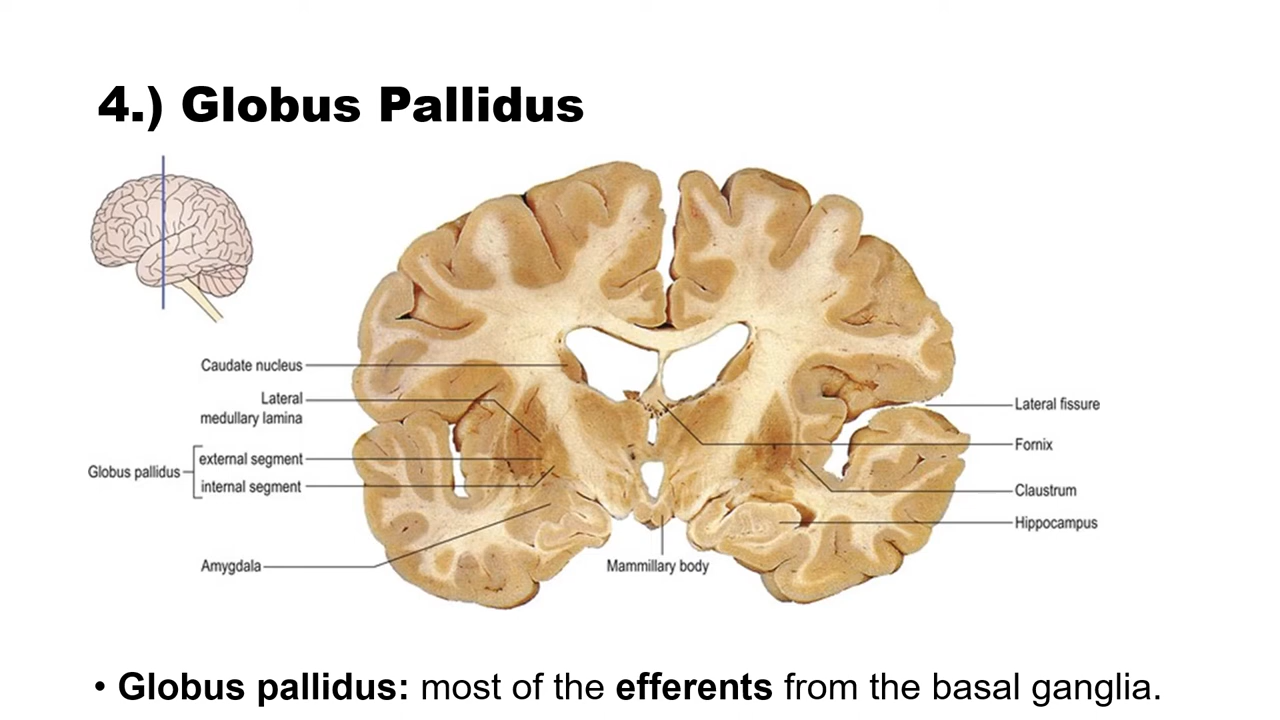 4.) Globus Pallidus
Caudate nucleus
Lateral
medullary lamina
Globus pallidus
external segment
internal segment
Amygdala
Mammillary body
Lateral fissure
Fornix
Claustrum
Hippocampus
• Globus pallidus: most of the efferents from the basal ganglia.